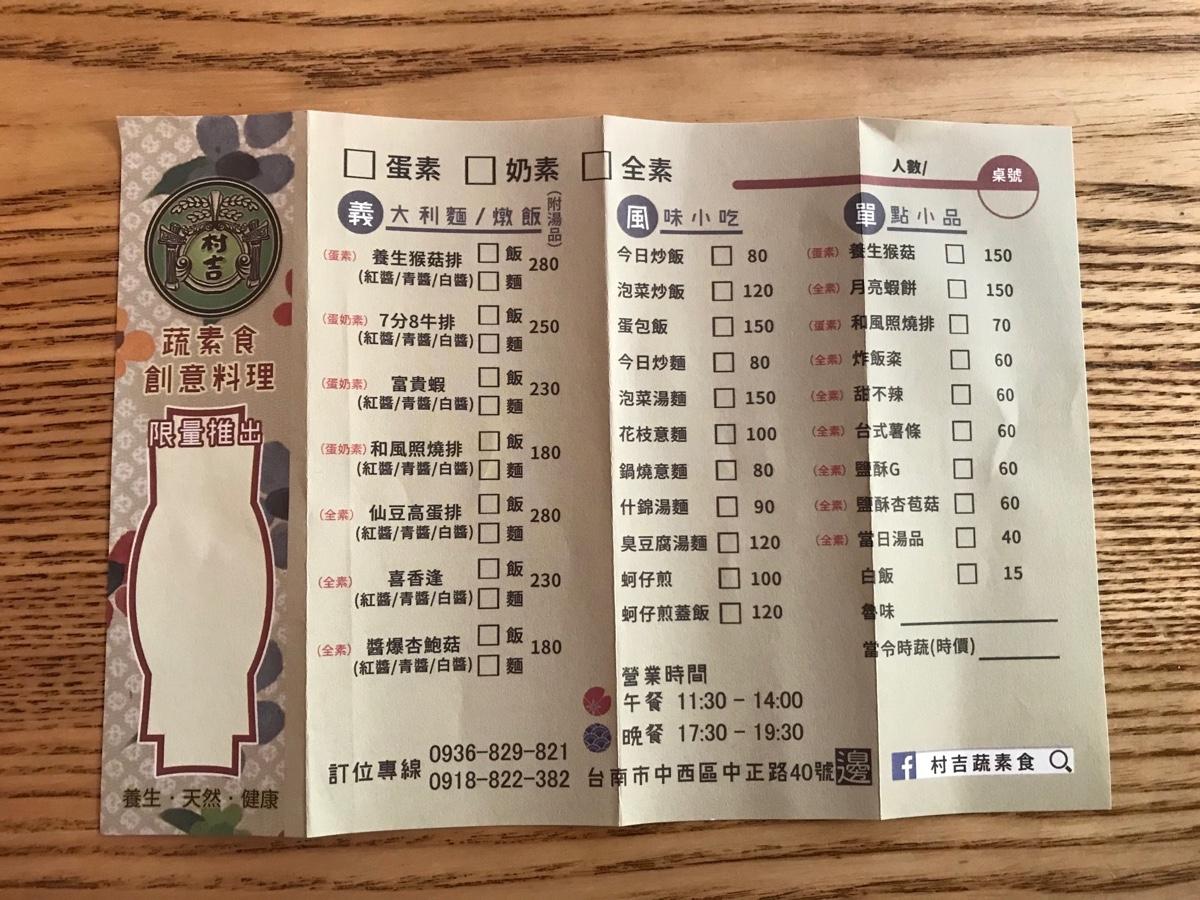 村吉
蔬素食
創意料理
限量推出
養生·天然·健康
□ 蛋素 □ 奶素 □ 全素
人數/
桌號
義大利麵/燉飯(附湯品)
(蛋素) 養生猴菇排 □ 飯 280
(紅醬/青醬/白醬) □ 麵
(蛋奶素) 7分8牛排 □ 飯 250
(紅醬/青醬/白醬) □ 麵
(蛋奶素) 富貴蝦 □ 飯 230
(紅醬/青醬/白醬) □ 麵
(蛋奶素) 和風照燒排 □ 飯 180
(紅醬/青醬/白醬) □ 麵
(全素) 仙豆高蛋排 □ 飯 280
(紅醬/青醬/白醬) □ 麵
(全素) 喜香逢 □ 飯 230
(紅醬/青醬/白醬) □ 麵
(全素) 醬爆杏鮑菇 □ 飯 180
(紅醬/青醬/白醬) □ 麵
風味小吃
今日炒飯 □ 80
泡菜炒飯 □ 120
蛋包飯 □ 150
今日炒麵 □ 80
泡菜湯麵 □ 150
花枝意麵 □ 100
鍋燒意麵 □ 80
什錦湯麵 □ 90
臭豆腐湯麵 □ 120
蚵仔煎 □ 100
蚵仔煎蓋飯 □ 120
單點小品
(蛋素) 養生猴菇 □ 150
(全素) 月亮蝦餅 □ 150
(蛋素) 和風照燒排 □ 70
(全素) 炸飯粢 □ 60
(全素) 甜不辣 □ 60
(全素) 台式薯條 □ 60
(全素) 鹽酥G □ 60
(全素) 鹽酥杏苞菇 □ 60
(全素) 當日湯品 □ 40
白飯 □ 15
魯味
當令時蔬(時價)
營業時間
午餐 11:30 - 14:00
晚餐 17:30 - 19:30
訂位專線 0936-829-821
0918-822-382
台南市中西區中正路40號邊
村吉蔬素食